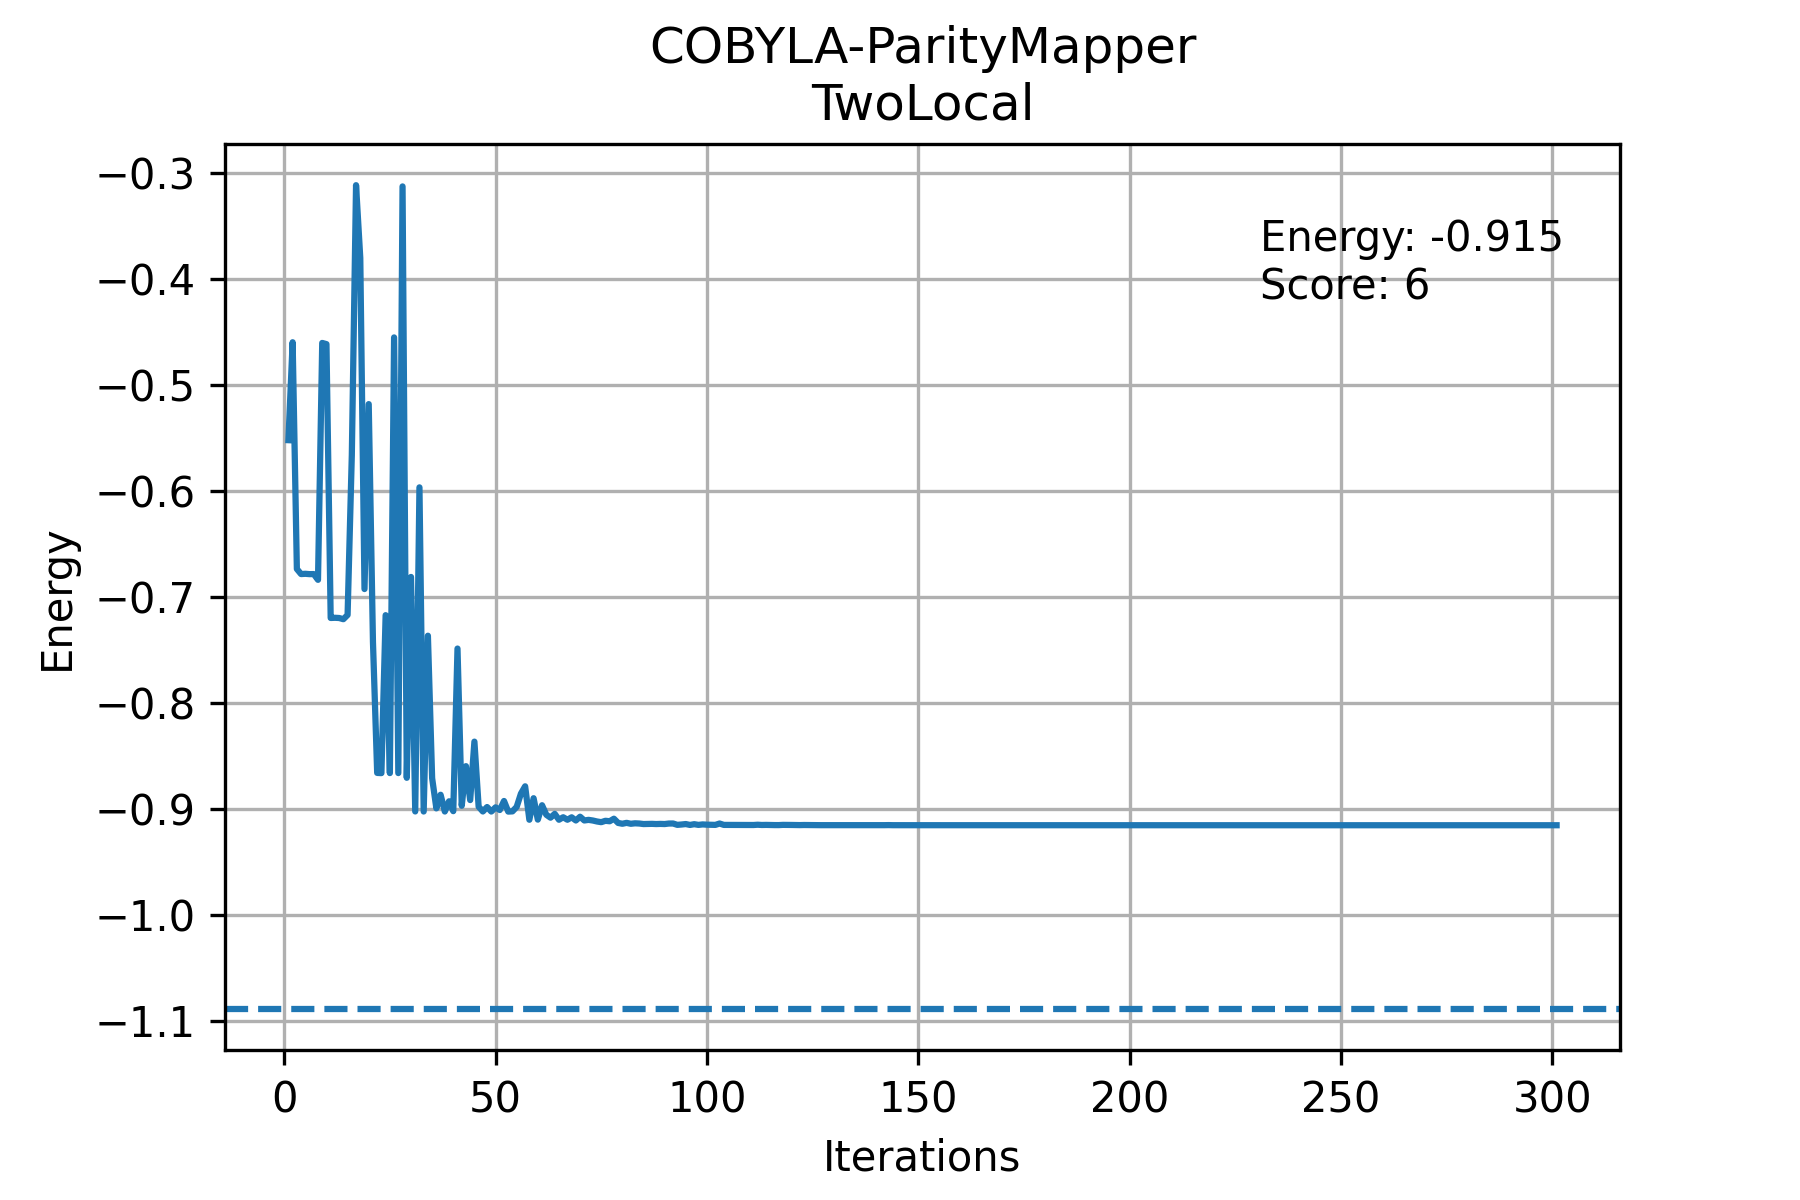 COBYLA-ParityMapper
TwoLocal
Energy: -0.915
Score: 6
−0.3
−0.4
−0.5
−0.6
−0.7
−0.8
−0.9
−1.0
−1.1
Energy
0 50 100 150 200 250 300
Iterations